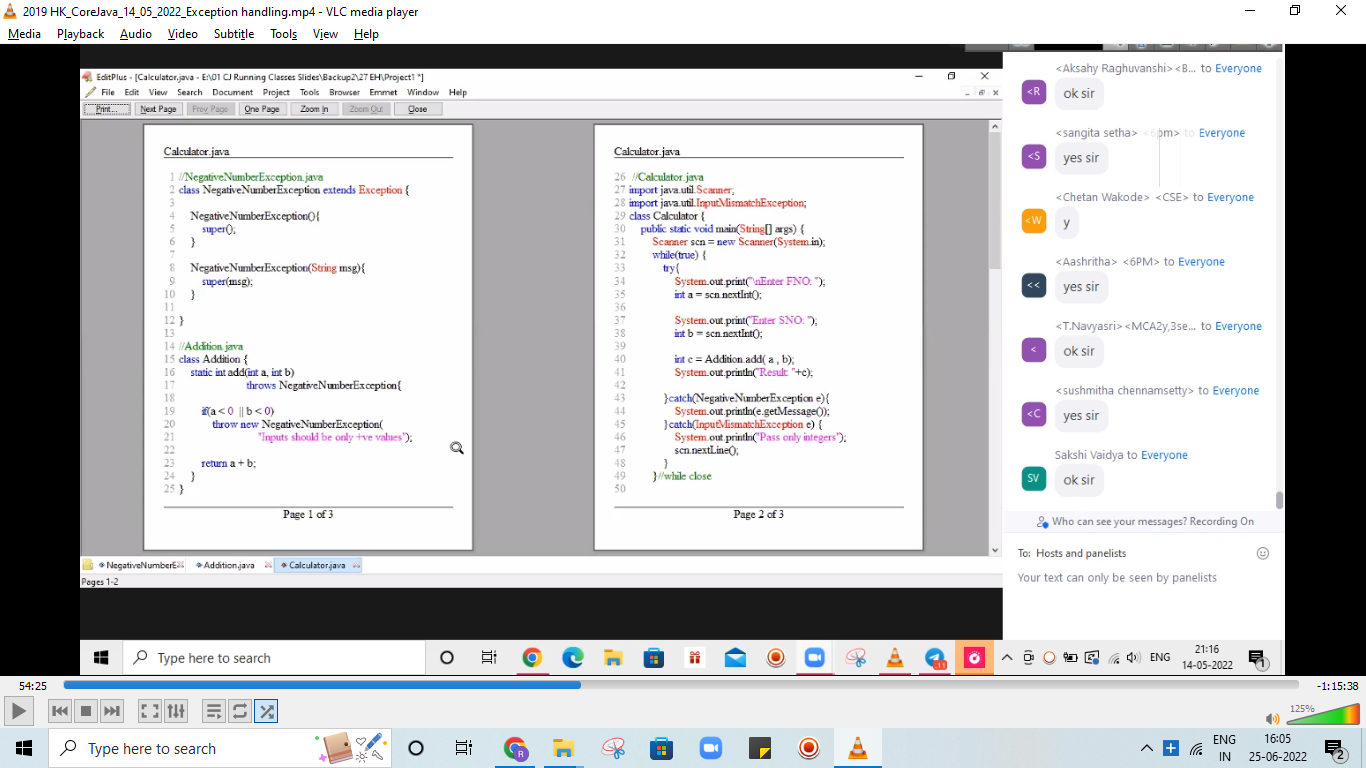 2019 HK_CoreJava_14_05_2022_Exception handling.mp4 - VLC media player
Media Playback Audio Video Subtitle Tools View Help
EditPlus - [Calculator.java - E:\01 CJ Running Classes Slides\Backup2\27 EH\Project1 *]
File Edit View Search Document Project Tools Browser Emmet Window Help
Print... Next Page Prev Page One Page Zoom In Zoom Out Close
Calculator.java
1 //NegativeNumberException.java
2 class NegativeNumberException extends Exception {
3
4 NegativeNumberException(){
5 super();
6 }
7
8 NegativeNumberException(String msg){
9 super(msg);
10 }
11
12 }
13
14 //Addition.java
15 class Addition {
16 static int add(int a, int b)
17 throws NegativeNumberException{
18
19 if(a < 0 || b < 0)
20 throw new NegativeNumberException(
21 "Inputs should be only +ve values");
22
23 return a + b;
24 }
25 }
Page 1 of 3
Calculator.java
26 //Calculator.java
27 import java.util.Scanner;
28 import java.util.InputMismatchException;
29 class Calculator {
30 public static void main(String[] args) {
31 Scanner scn = new Scanner(System.in);
32 while(true) {
33 try{
34 System.out.print("\nEnter FNO: ");
35 int a = scn.nextInt();
36
37 System.out.print("Enter SNO: ");
38 int b = scn.nextInt();
39
40 int c = Addition.add( a , b);
41 System.out.println("Result: "+c);
42
43 }catch(NegativeNumberException e){
44 System.out.println(e.getMessage());
45 }catch(InputMismatchException e) {
46 System.out.println("Pass only integers");
47 scn.nextLine();
48 }
49 }//while close
50
Page 2 of 3
NegativeNumberE Addition.java Calculator.java
Pages 1-2
<Aksahy Raghuvanshi> <B... to Everyone
<R
ok sir
<sangita setha> <6pm> to Everyone
<S
yes sir
<Chetan Wakode> <CSE> to Everyone
<W
y
<Aashritha> <6PM> to Everyone
<<
yes sir
<T.Navyasri> <MCA2y,3se... to Everyone
<
ok sir
<sushmitha chennamsetty> to Everyone
<C
yes sir
Sakshi Vaidya to Everyone
SV
ok sir
Who can see your messages? Recording On
To: Hosts and panelists
Your text can only be seen by panelists
Type here to search
ENG
21:16
14-05-2022
1
54:25
-1:15:38
125%
Type here to search
R
ENG
IN
16:05
25-06-2022
2